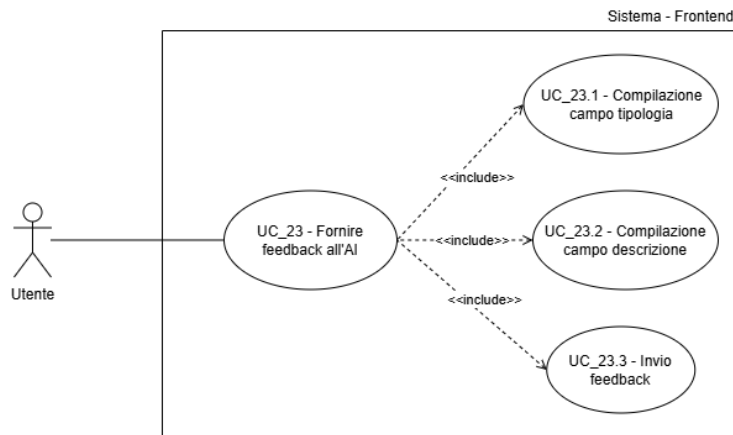 Sistema - Frontend
UC_23.1 - Compilazione
campo tipologia
<<include>>
UC_23 - Fornire
feedback all'AI
<<include>>
UC_23.2 - Compilazione
campo descrizione
Utente
<<include>>
UC_23.3 - Invio
feedback